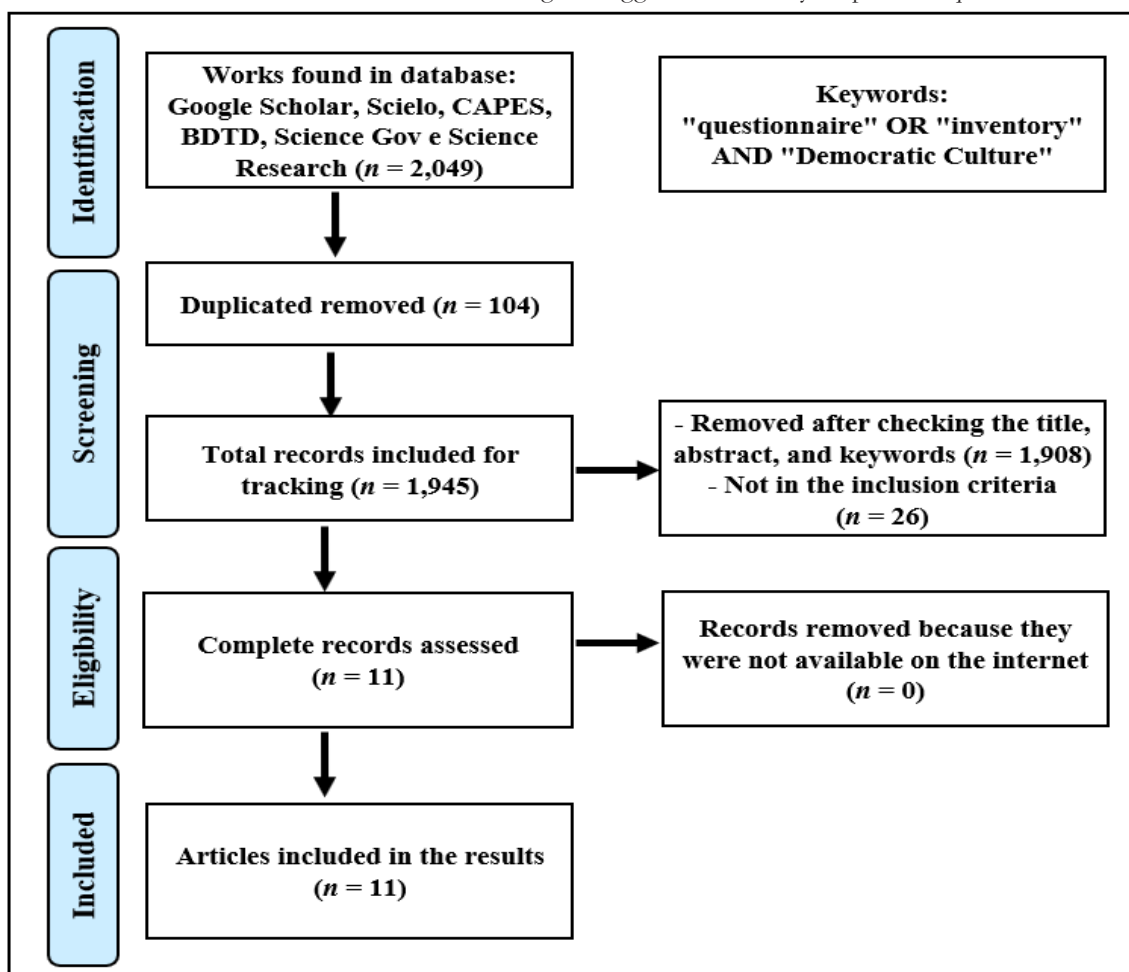 Identification
Works found in database:
Google Scholar, Scielo, CAPES,
BDTD, Science Gov e Science
Research (n = 2,049)
Keywords:
"questionnaire" OR "inventory"
AND "Democratic Culture"
Screening
Duplicated removed (n = 104)
Total records included for
tracking (n = 1,945)
- Removed after checking the title,
abstract, and keywords (n = 1,908)
- Not in the inclusion criteria
(n = 26)
Eligibility
Complete records assessed
(n = 11)
Records removed because they
were not available on the internet
(n = 0)
Included
Articles included in the results
(n = 11)